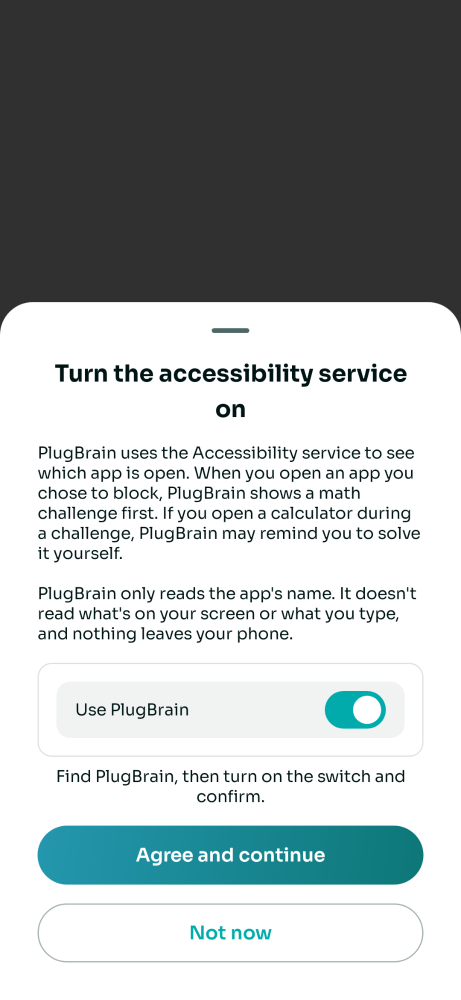 Turn the accessibility service
on
PlugBrain uses the Accessibility service to see
which app is open. When you open an app you
chose to block, PlugBrain shows a math
challenge first. If you open a calculator during
a challenge, PlugBrain may remind you to solve
it yourself.
PlugBrain only reads the app's name. It doesn't
read what's on your screen or what you type,
and nothing leaves your phone.
Use PlugBrain
Find PlugBrain, then turn on the switch and
confirm.
Agree and continue
Not now